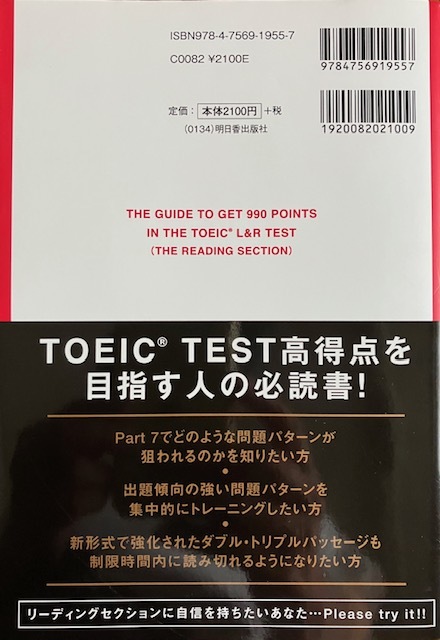 ISBN978-4-7569-1955-7
C0082 ¥2100E
9784756919557
定価：本体2100円＋税
(0134)明日香出版社
1920082021009
THE GUIDE TO GET 990 POINTS
IN THE TOEIC® L&R TEST
(THE READING SECTION)
TOEIC® TEST高得点を
目指す人の必読書！
Part 7でどのような問題パターンが
狙われるのかを知りたい方
●
出題傾向の強い問題パターンを
集中的にトレーニングしたい方
●
新形式で強化されたダブル・トリプルパッセージも
制限時間内に読み切れるようになりたい方
リーディングセクションに自信を持ちたいあなた…Please try it!!